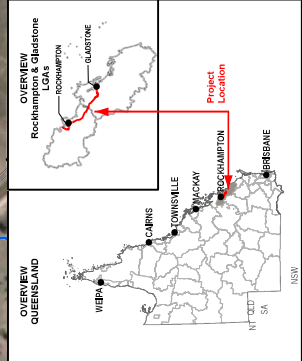 OVERVIEW
Rockhampton & Gladstone
LGAs
ROCKHAMPTON
GLADSTONE
Project
Location
OVERVIEW
QUEENSLAND
WEIPA
CAIRNS
TOWNSVILLE
MACKAY
ROCKHAMPTON
BRISBANE
NT
QLD
SA
NSW